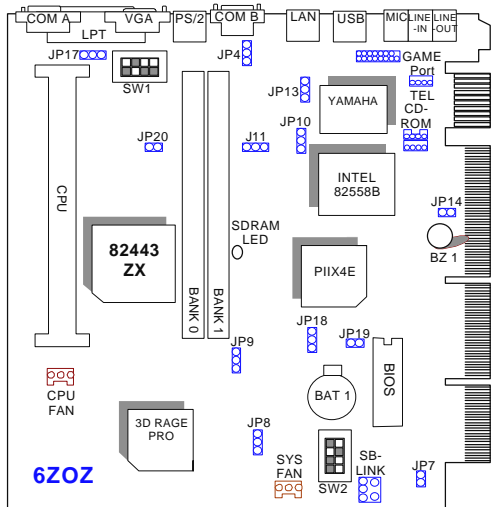 COM A
VGA
PS/2
COM B
LAN
USB
MIC
LINE
-IN
LINE
-OUT
LPT
JP17
SW1
JP4
GAME
Port
JP13
YAMAHA
TEL
CD-
ROM
JP10
JP20
J11
INTEL
82558B
CPU
JP14
SDRAM
LED
BZ 1
82443
ZX
PIIX4E
BANK 0
BANK 1
JP18
JP19
JP9
BIOS
CPU
FAN
BAT 1
3D RAGE
PRO
JP8
SYS
FAN
SW2
SB-
LINK
JP7
6ZOZ